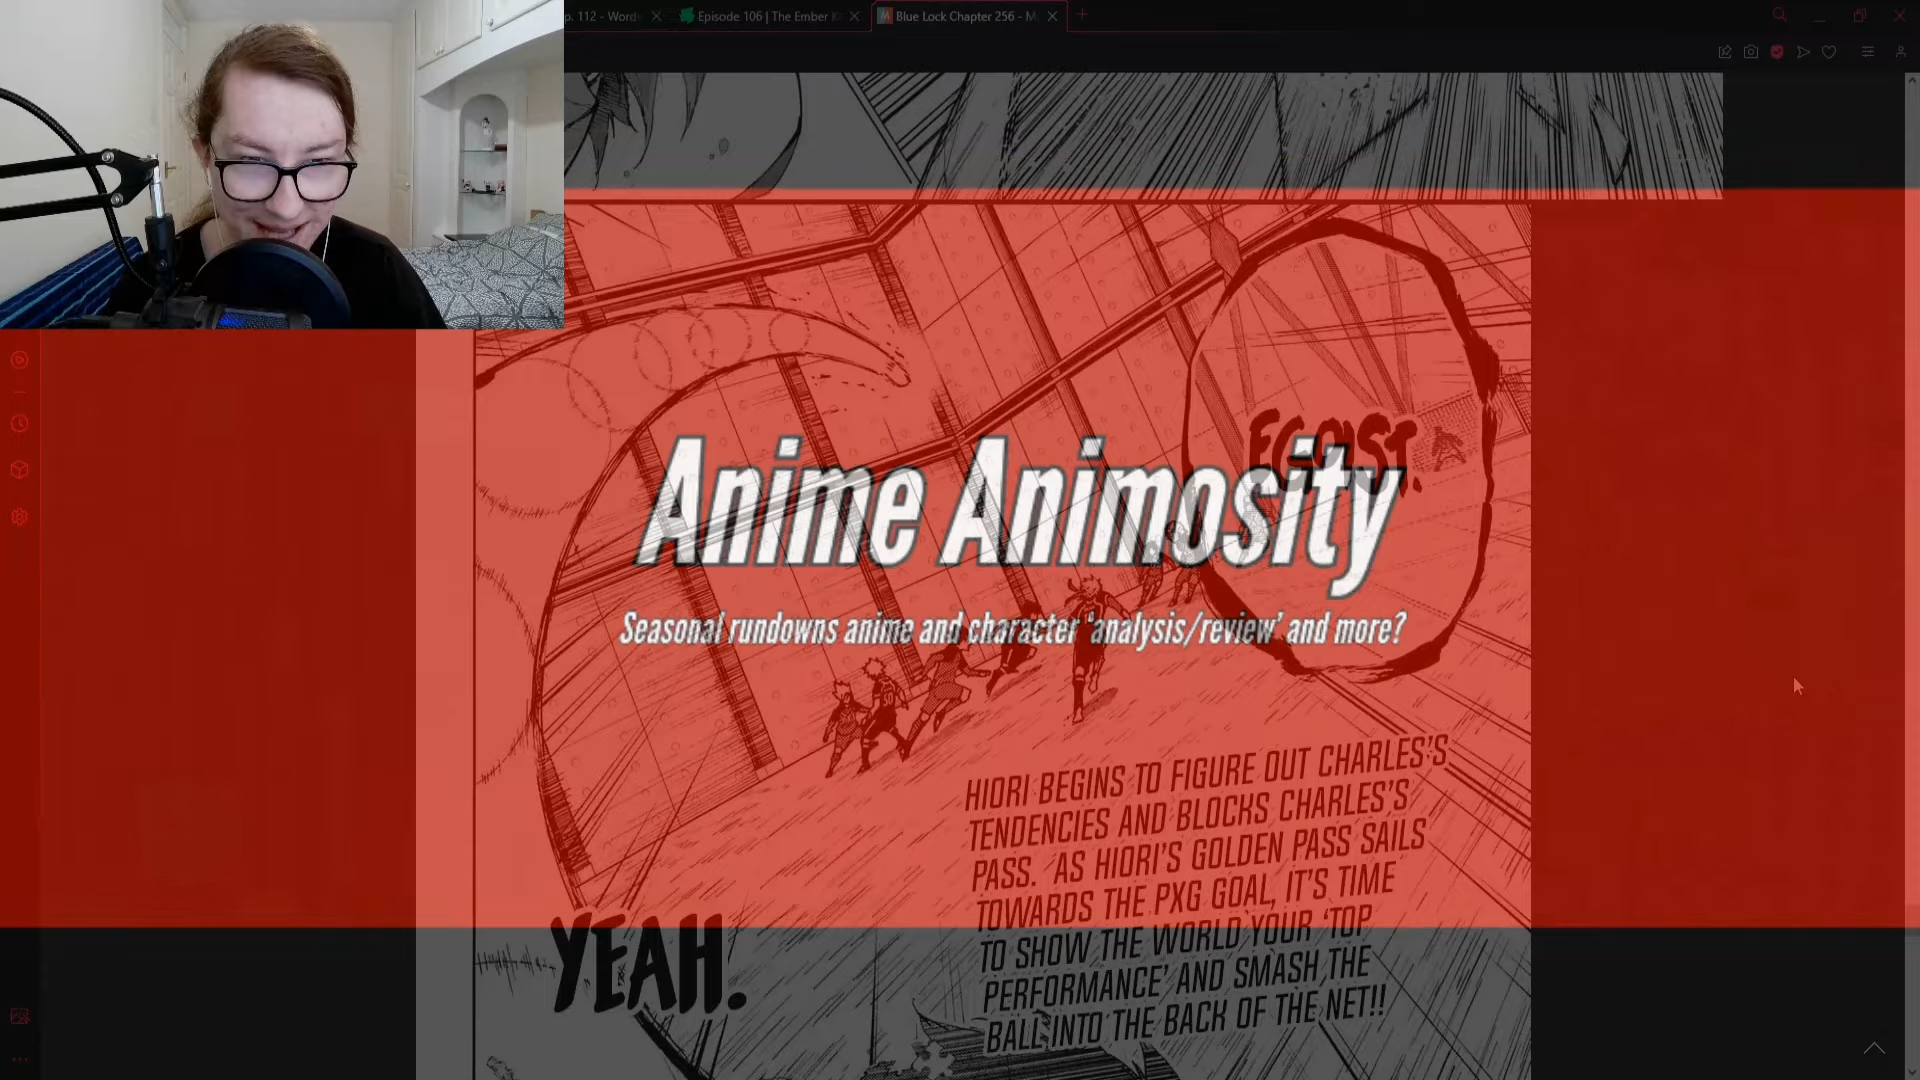 p. 112 - Words
Episode 106 | The Ember K
Blue Lock Chapter 256 - M
EGOIST.
Anime Animosity
Seasonal rundowns anime and character 'analysis/review' and more?
HIORI BEGINS TO FIGURE OUT CHARLES'S
TENDENCIES AND BLOCKS CHARLES'S
PASS. AS HIORI'S GOLDEN PASS SAILS
TOWARDS THE PXG GOAL, IT'S TIME
TO SHOW THE WORLD YOUR 'TOP
PERFORMANCE' AND SMASH THE
BALL INTO THE BACK OF THE NET!!
YEAH.